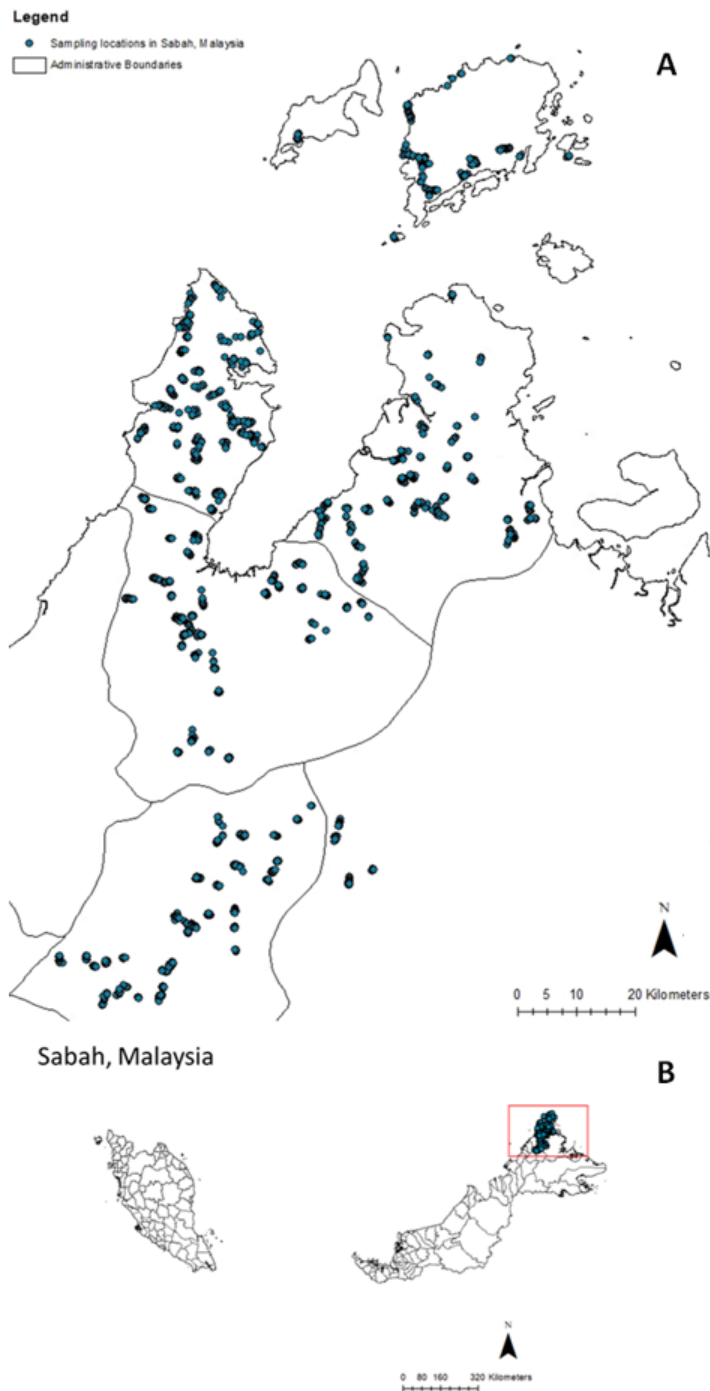 Legend
Sampling locations in Sabah, Malaysia
Administrative Boundaries
A
N
0 5 10 20 Kilometers
Sabah, Malaysia
B
N
0 80 160 320 Kilometers